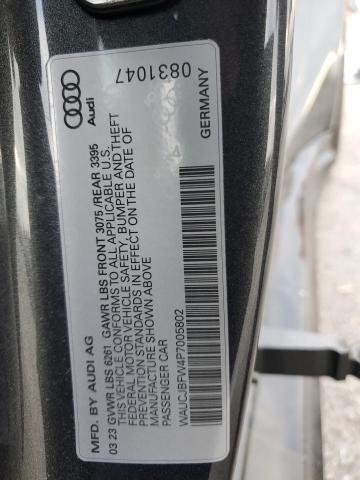 Audi
0831047
GERMANY
MFD. BY AUDI AG
03 23 GVWR LBS 6261 GAWR LBS FRONT 3075 /REAR 3395
THIS VEHICLE CONFORMS TO ALL APPLICABLE U.S.
FEDERAL MOTOR VEHICLE SAFETY, BUMPER AND THEFT
PREVENTION STANDARDS IN EFFECT ON THE DATE OF
MANUFACTURE SHOWN ABOVE
PASSENGER CAR
WAUCJBFW4P7005802